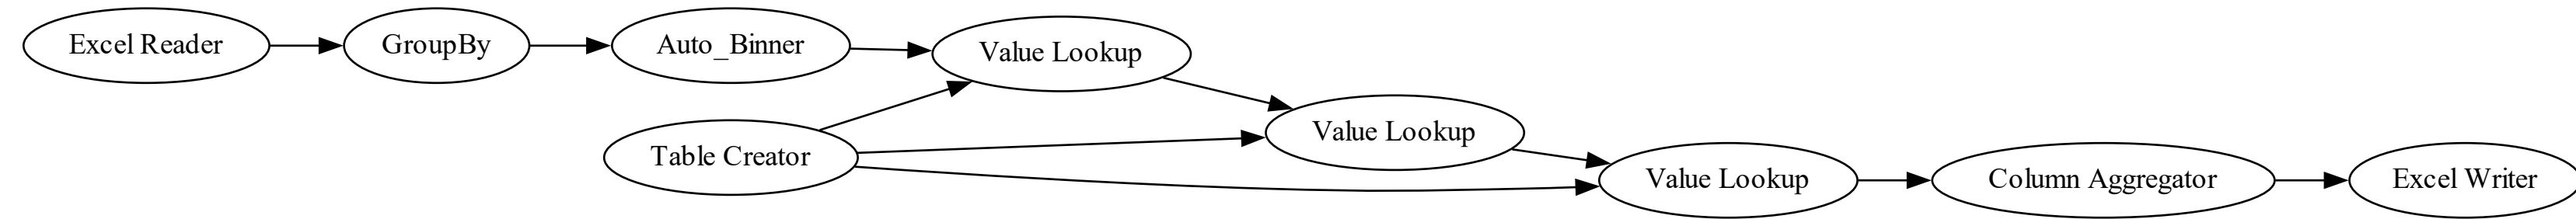 Excel Reader
GroupBy
Auto_Binner
Value Lookup
Table Creator
Value Lookup
Value Lookup
Column Aggregator
Excel Writer